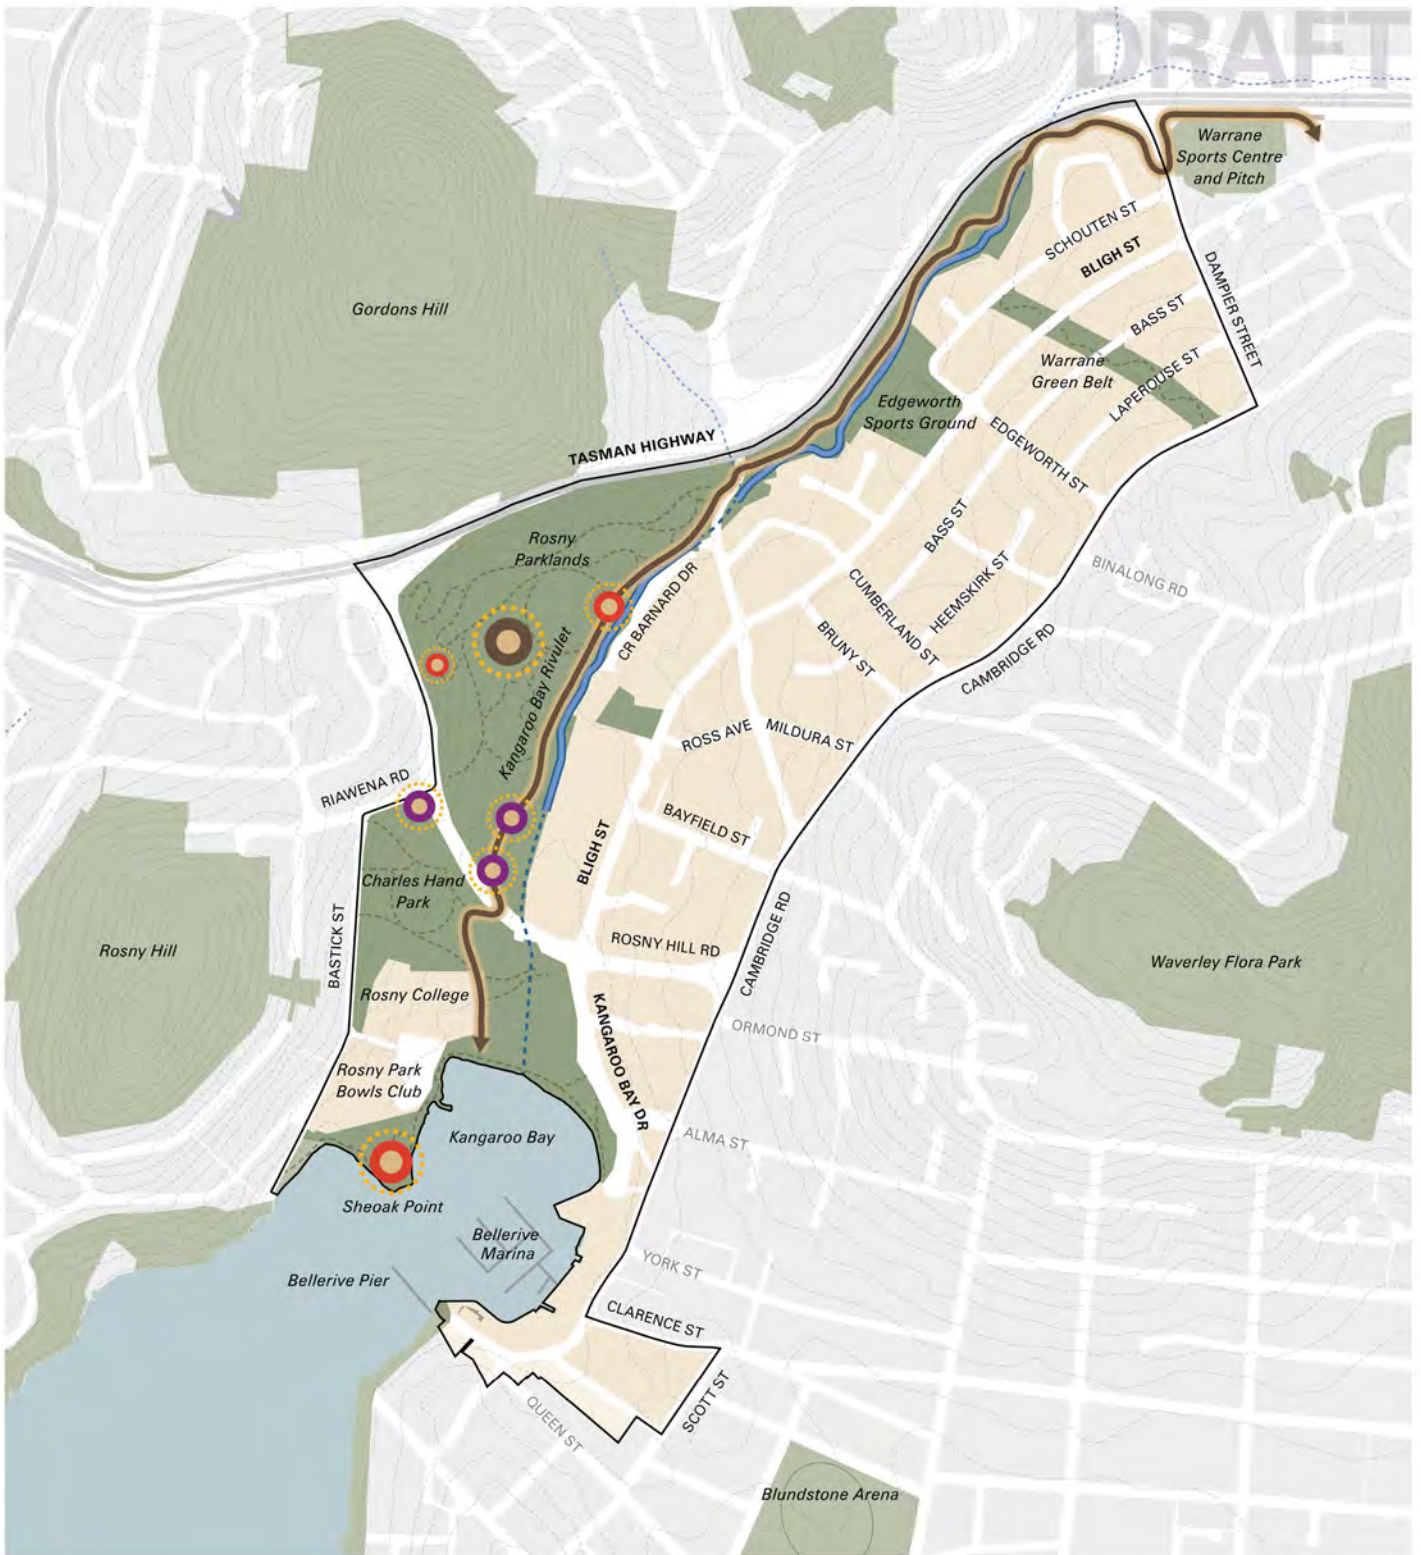 DRAFT
Warrane
Sports Centre
and Pitch
SCHOUTEN ST
BLIGH ST
DAMPIER STREET
Gordons Hill
BASS ST
Warrane
Green Belt
LAPEROUSE ST
Edgeworth
Sports Ground
EDGEWORTH ST
TASMAN HIGHWAY
Rosny
Parklands
BASS ST
HEEMSKIRK ST
BINALONG RD
CR BARNARD DR
CUMBERLAND ST
BRUNY ST
CAMBRIDGE RD
Kangaroo Bay Rivulet
ROSS AVE
MILDURA ST
RIAWENA RD
BAYFIELD ST
BLIGH ST
Charles Hand
Park
BASTICK ST
Rosny Hill
ROSNY HILL RD
CAMBRIDGE RD
Waverley Flora Park
Rosny College
KANGAROO BAY DR
ORMOND ST
Rosny Park
Bowls Club
Kangaroo Bay
ALMA ST
Sheoak Point
Bellerive
Marina
Bellerive Pier
YORK ST
CLARENCE ST
SCOTT ST
QUEEN ST
Blundstone Arena